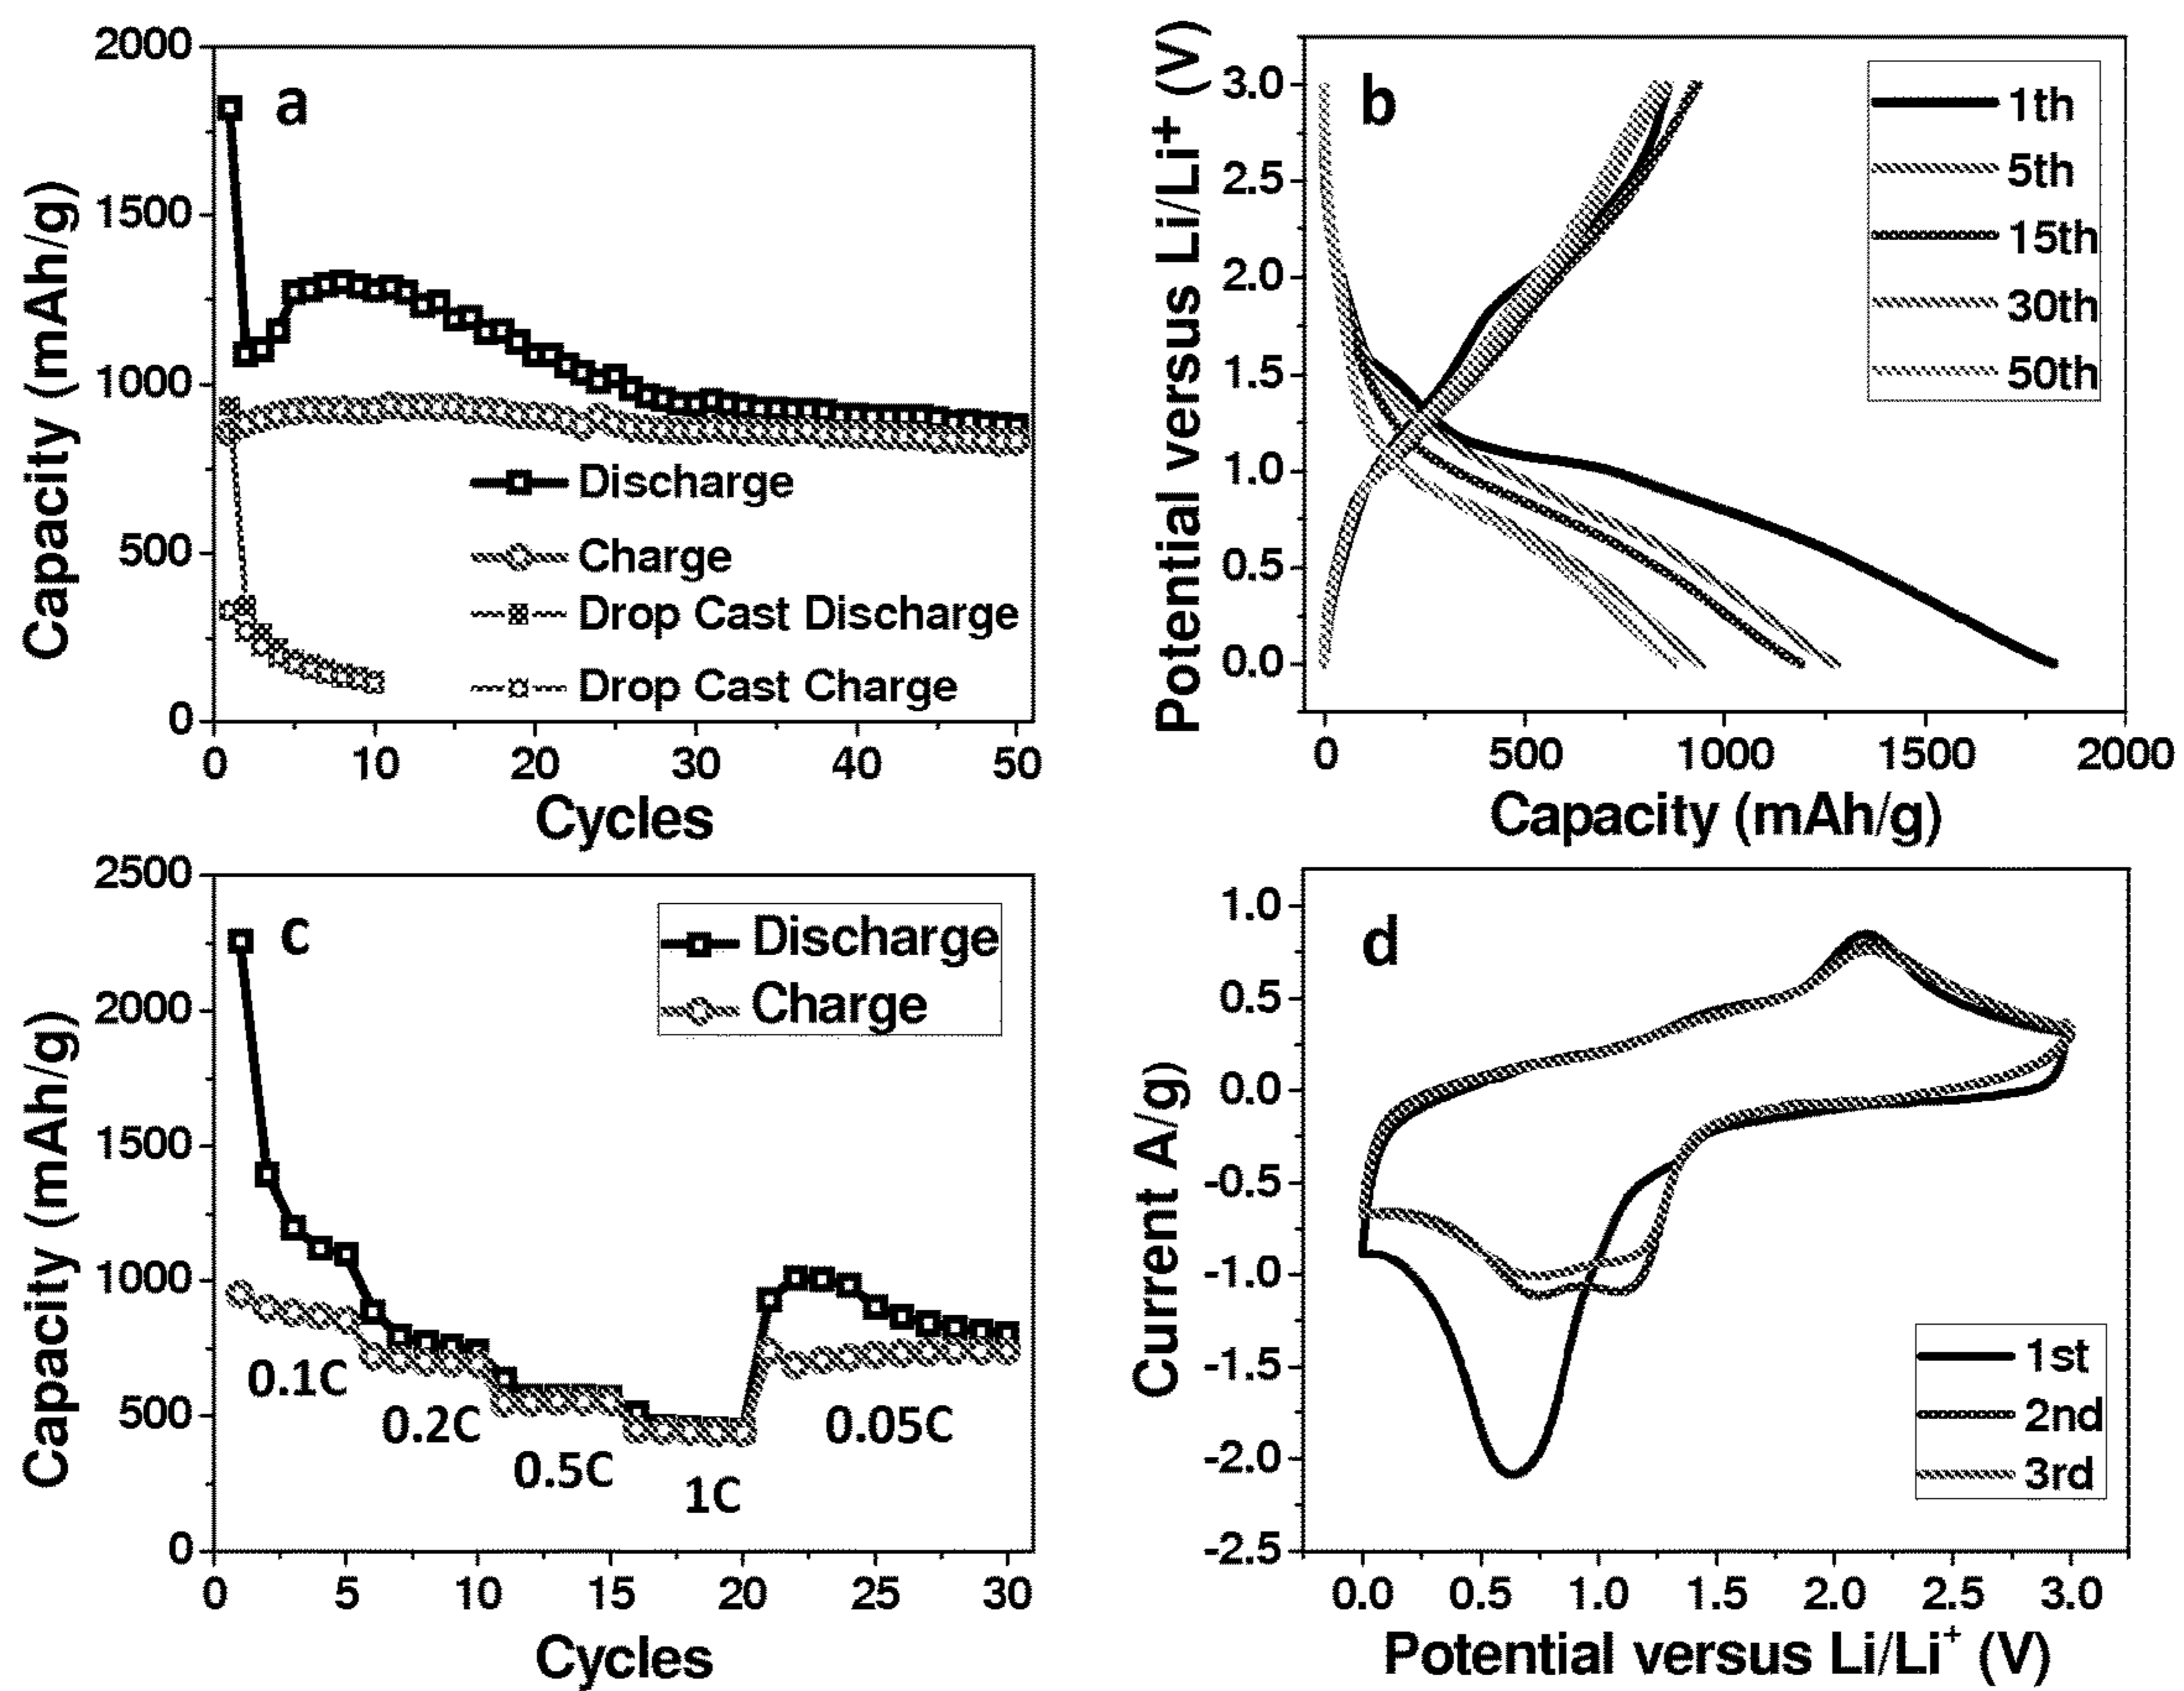 a
2000
1500
1000
500
0
Capacity (mAh/g)
Discharge
Charge
Drop Cast Discharge
Drop Cast Charge
0 10 20 30 40 50
Cycles
b
3.0
2.5
2.0
1.5
1.0
0.5
0.0
Potential versus Li/Li+ (V)
1th
5th
15th
30th
50th
0 500 1000 1500 2000
Capacity (mAh/g)
c
2500
2000
1500
1000
500
0
Capacity (mAh/g)
Discharge
Charge
0.1C
0.2C
0.5C
1C
0.05C
0 5 10 15 20 25 30
Cycles
d
1.0
0.5
0.0
-0.5
-1.0
-1.5
-2.0
-2.5
Current A/g)
1st
2nd
3rd
0.0 0.5 1.0 1.5 2.0 2.5 3.0
Potential versus Li/Li+ (V)